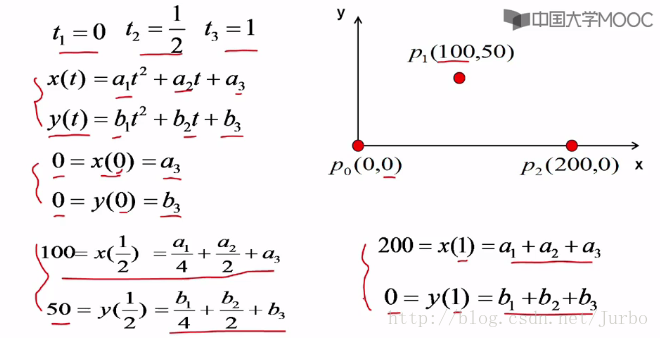 t₁=0 t₂=1/2 t₃=1
x(t)=a₁t²+a₂t+a₃
y(t)=b₁t²+b₂t+b₃
0=x(0)=a₃
0=y(0)=b₃
100=x(1/2) =a₁/4+a₂/2+a₃
50=y(1/2)=b₁/4+b₂/2+b₃
中国大学MOOC
y
p₁(100,50)
p₀(0,0)
p₂(200,0)
x
200=x(1)=a₁+a₂+a₃
0=y(1)=b₁+b₂+b₃
http://blog.csdn.net/Jurbo